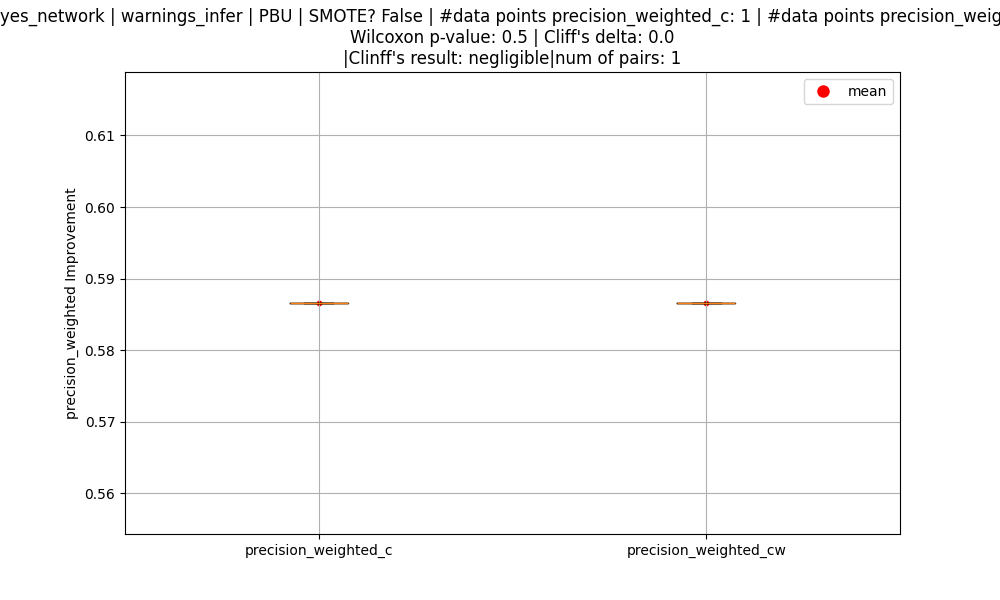 yes_network | warnings_infer | PBU | SMOTE? False | #data points precision_weighted_c: 1 | #data points precision_weig
Wilcoxon p-value: 0.5 | Cliff's delta: 0.0
|Clinff's result: negligible|num of pairs: 1
mean
0.61
0.60
0.59
0.58
0.57
0.56
precision_weighted Improvement
precision_weighted_c
precision_weighted_cw